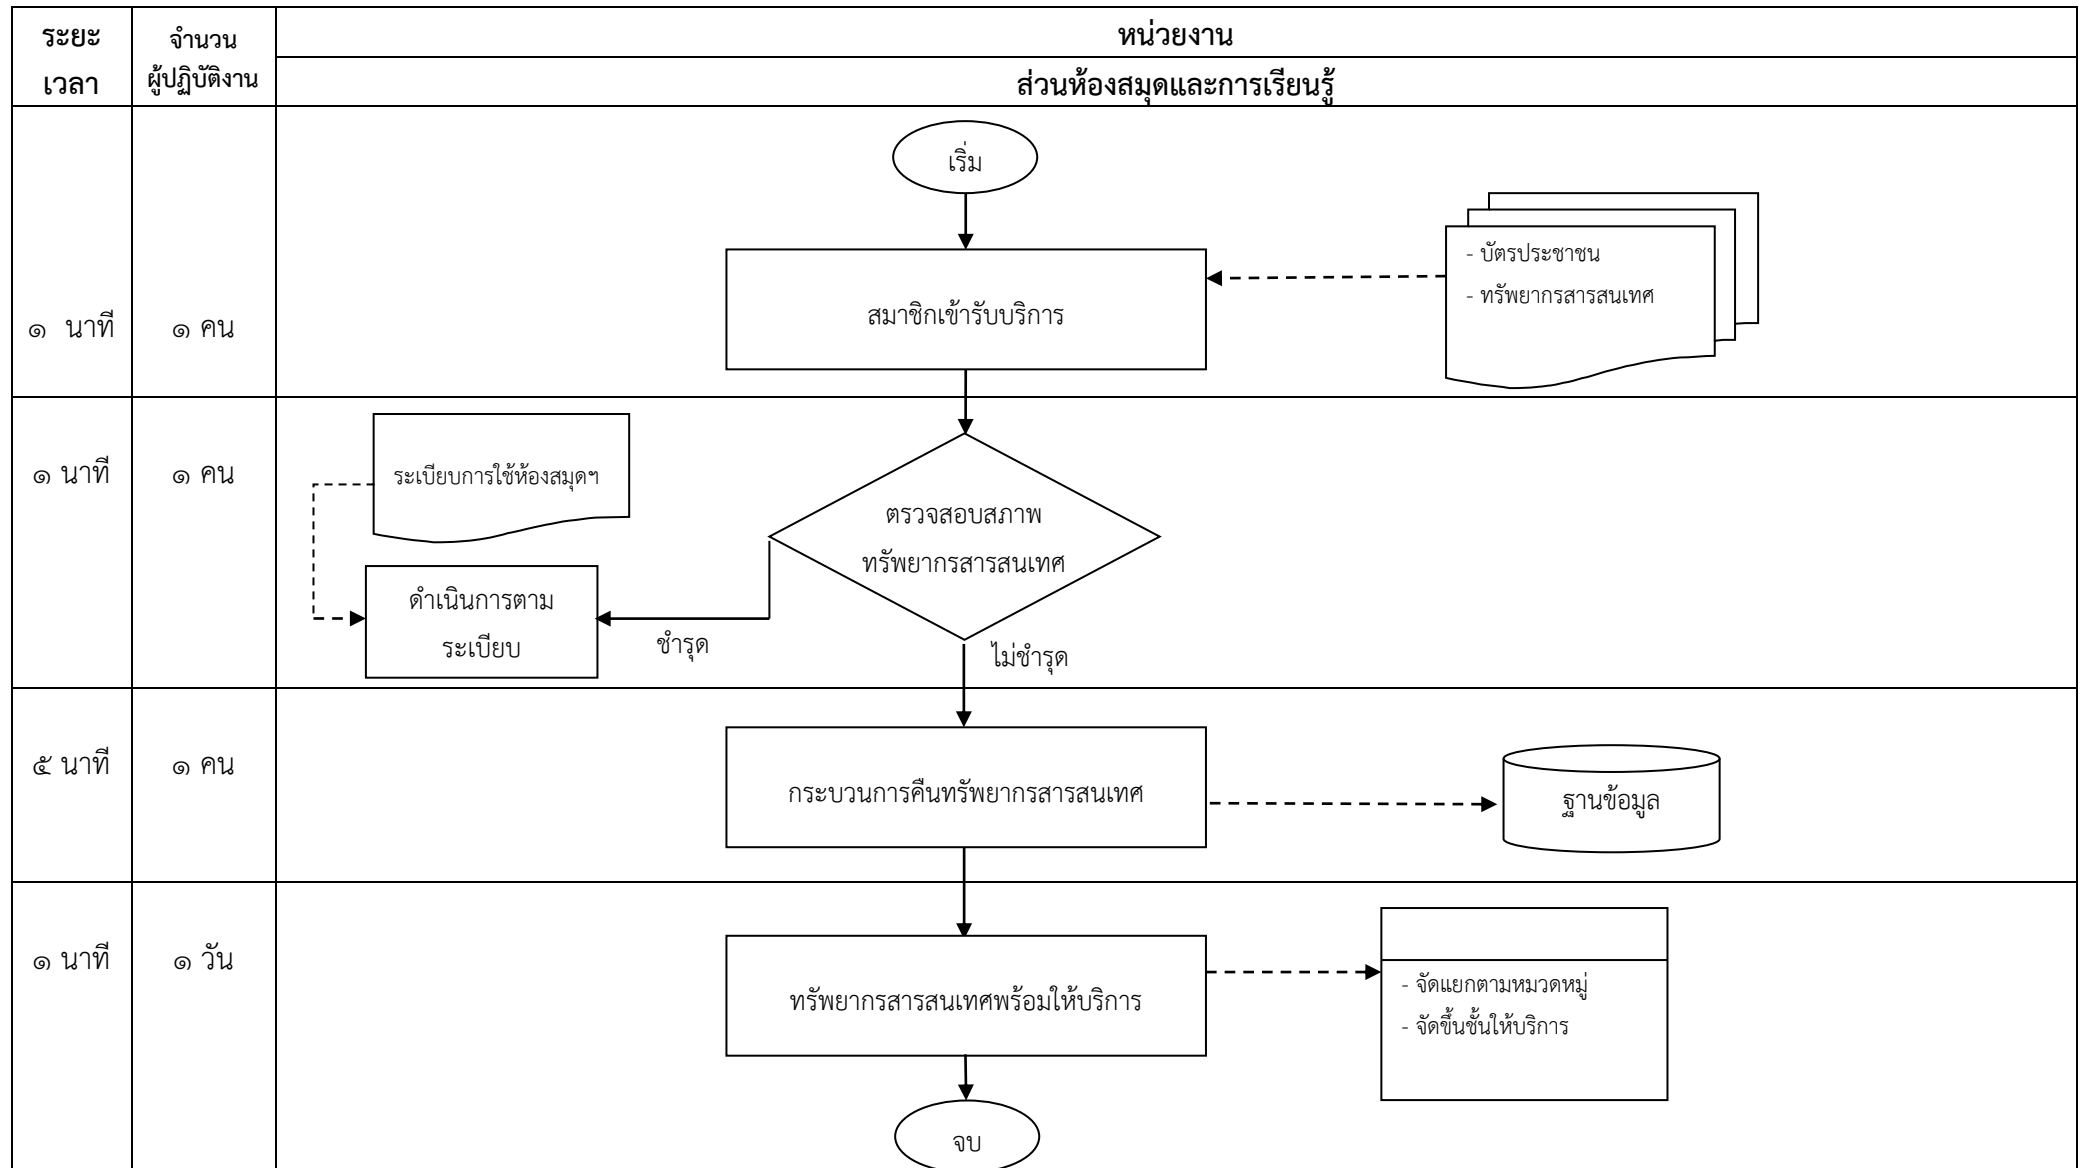 ระยะ
เวลา
จำนวน
ผู้ปฏิบัติงาน
หน่วยงาน
ส่วนห้องสมุดและการเรียนรู้
เริ่ม
- บัตรประชาชน
- ทรัพยากรสารสนเทศ
สมาชิกเข้ารับบริการ
๑ นาที
๑ คน
๑ นาที
๑ คน
ระเบียบการใช้ห้องสมุดฯ
ตรวจสอบสภาพ
ทรัพยากรสารสนเทศ
ดำเนินการตาม
ระเบียบ
ชำรุด
ไม่ชำรุด
๕ นาที
๑ คน
กระบวนการคืนทรัพยากรสารสนเทศ
ฐานข้อมูล
๑ นาที
๑ วัน
ทรัพยากรสารสนเทศพร้อมให้บริการ
- จัดแยกตามหมวดหมู่
- จัดขึ้นชั้นให้บริการ
จบ